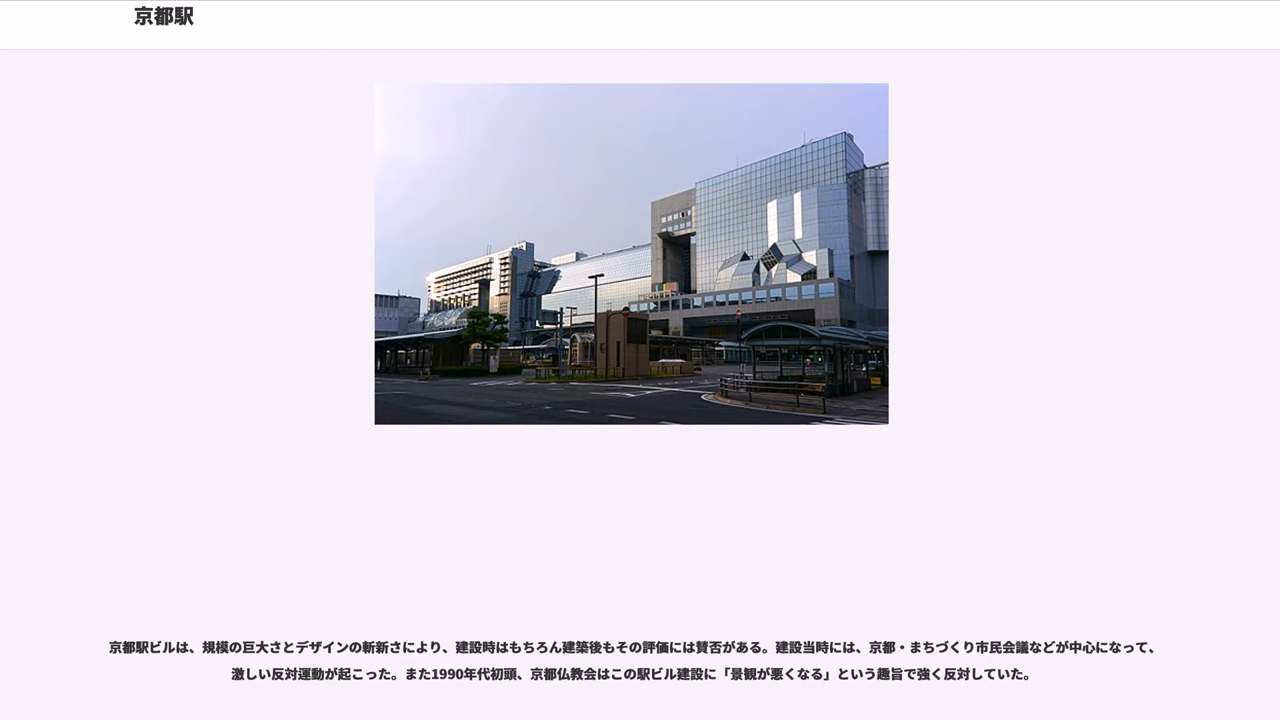 京都駅
京都駅ビルは、規模の巨大さとデザインの斬新さにより、建設時はもちろん建築後もその評価には賛否がある。建設当時には、京都・まちづくり市民会議などが中心になって、
激しい反対運動が起こった。また1990年代初頭、京都仏教会はこの駅ビル建設に「景観が悪くなる」という趣旨で強く反対していた。